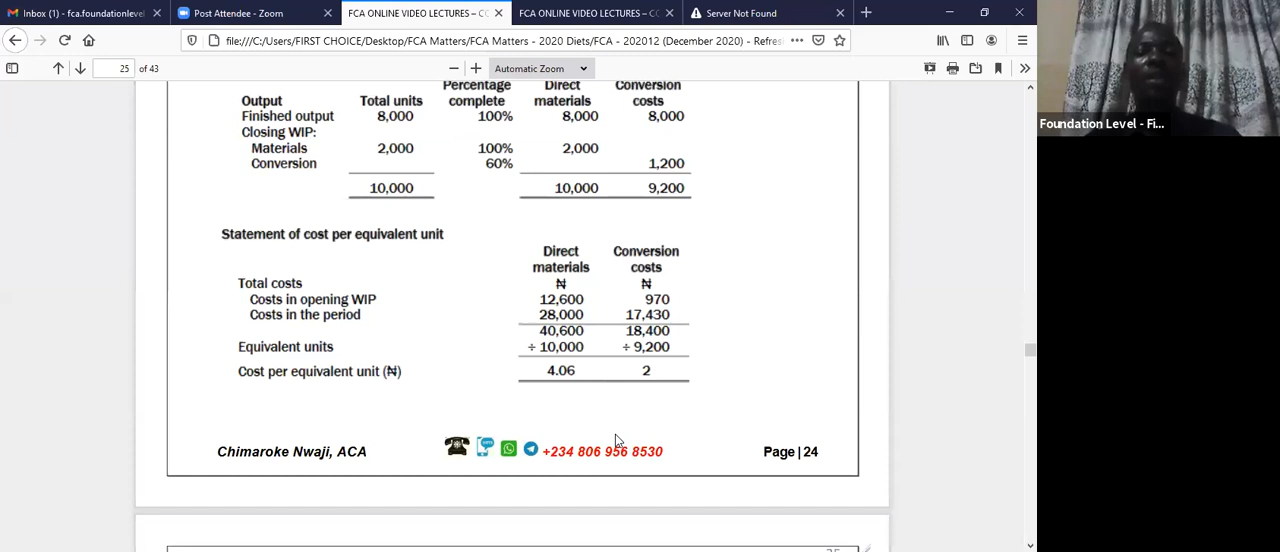 fca.foundationlevel
Post Attendee - Zoom
FCA ONLINE VIDEO LECTURES – CO
FCA ONLINE VIDEO LECTURES – CO
Server Not Found
file:///C:/Users/FIRST CHOICE/Desktop/FCA Matters/FCA Matters - 2020 Diets/FCA - 202012 (December 2020) - Refres
25 of 43
Automatic Zoom
Foundation Level - Fi...
Percentage Direct Conversion
Output Total units complete materials costs
Finished output 8,000 100% 8,000 8,000
Closing WIP:
Materials 2,000 100% 2,000
Conversion 60% 1,200
10,000 10,000 9,200
Statement of cost per equivalent unit
Direct Conversion
materials costs
Total costs ₦ ₦
Costs in opening WIP 12,600 970
Costs in the period 28,000 17,430
40,600 18,400
Equivalent units ÷ 10,000 ÷ 9,200
Cost per equivalent unit (₦) 4.06 2
Chimaroke Nwaji, ACA +234 806 956 8530 Page | 24